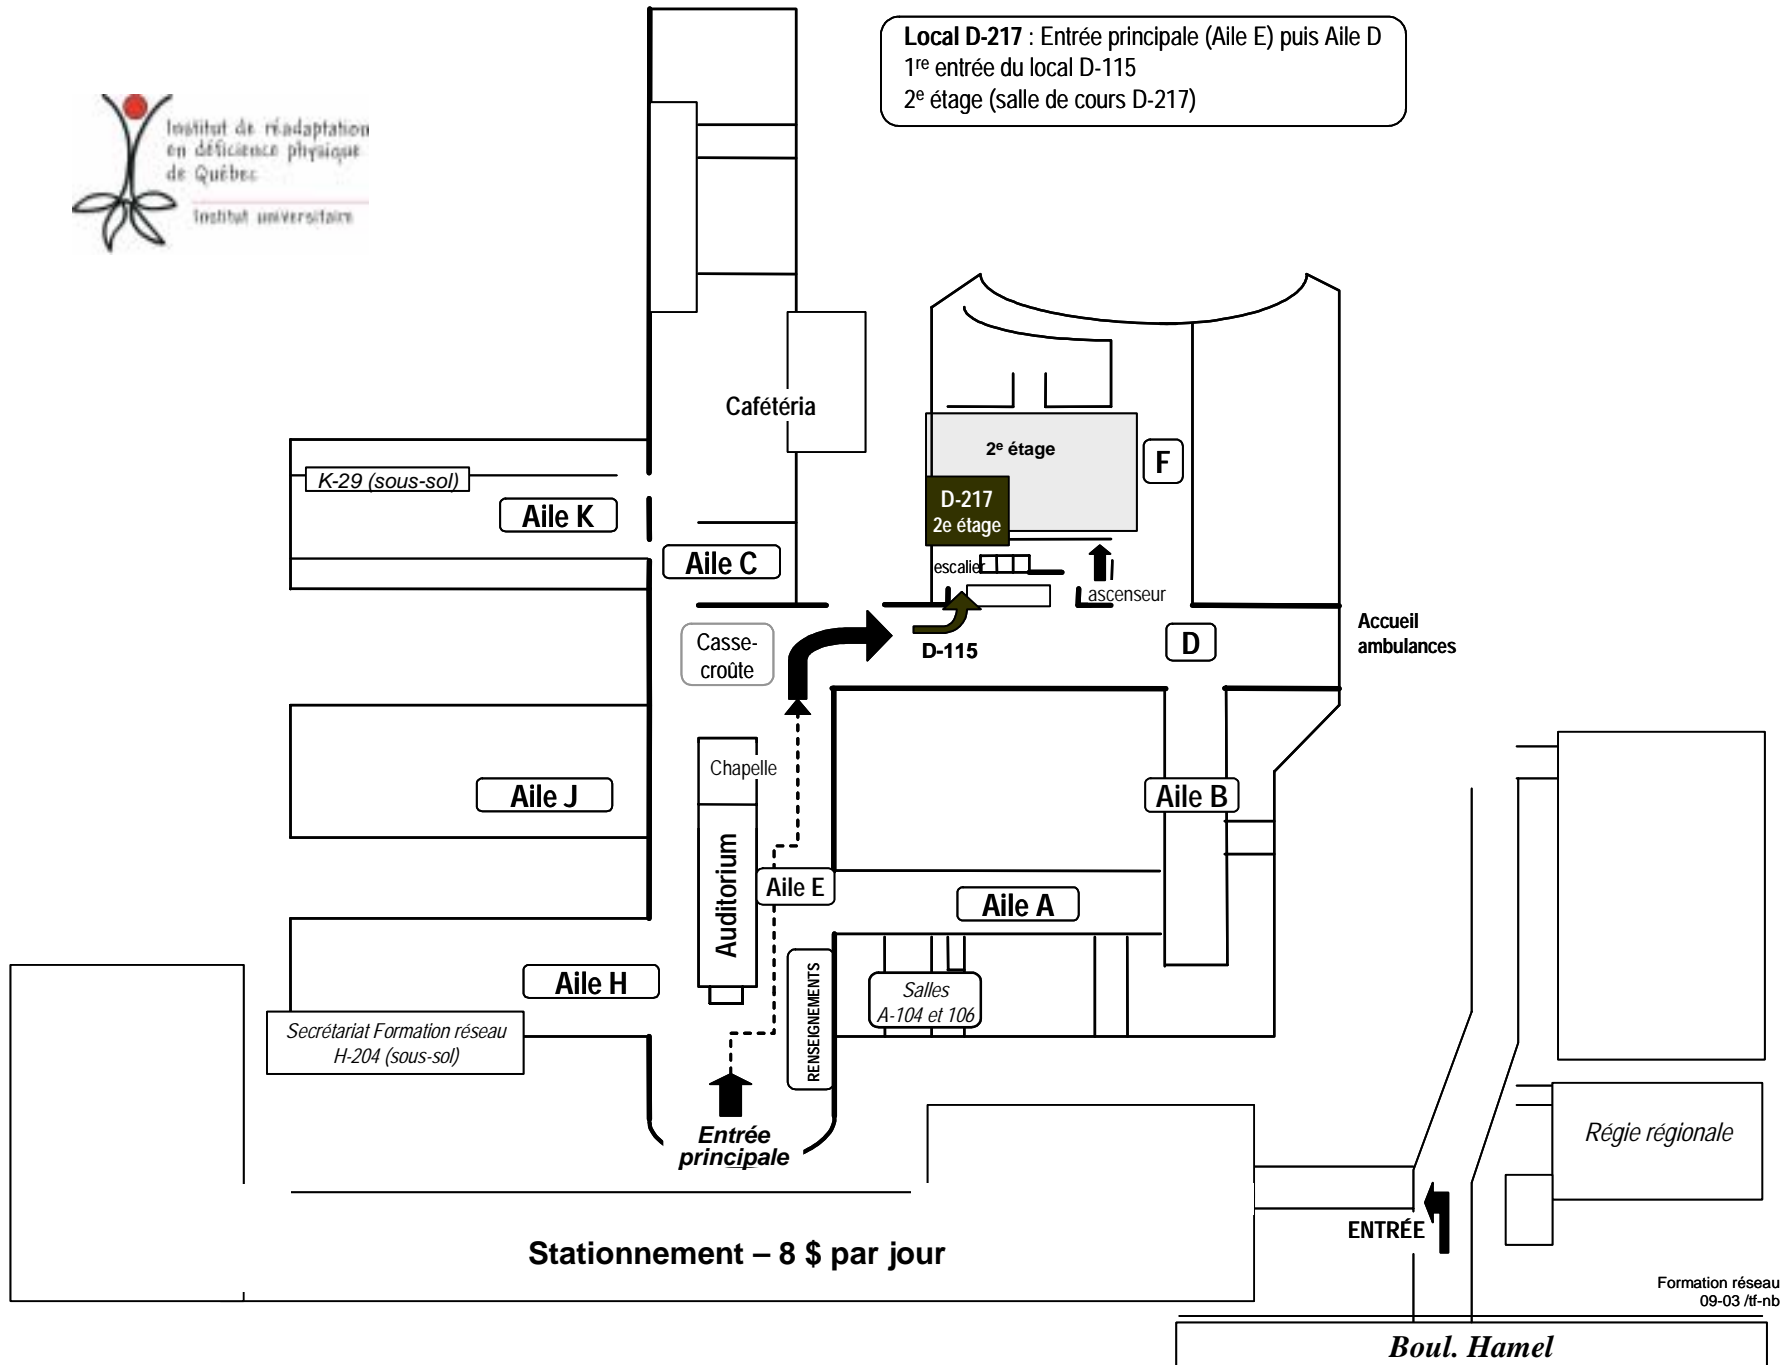 Local D-217 : Entrée principale (Aile E) puis Aile D
1re entrée du local D-115
2e étage (salle de cours D-217)
Institut de réadaptation
en déficience physique
de Québec
Institut universitaire
Cafétéria
2e étage
F
K-29 (sous-sol)
D-217
2e étage
Aile K
Aile C
escalier
ascenseur
Casse-
croûte
D-115
D
Accueil
ambulances
Chapelle
Aile J
Aile B
Auditorium
Aile E
Aile A
Aile H
RENSEIGNEMENTS
Salles
A-104 et 106
Secrétariat Formation réseau
H-204 (sous-sol)
Entrée
principale
Régie régionale
ENTRÉE
Stationnement – 8 $ par jour
Formation réseau
09-03 /tf-nb
Boul. Hamel